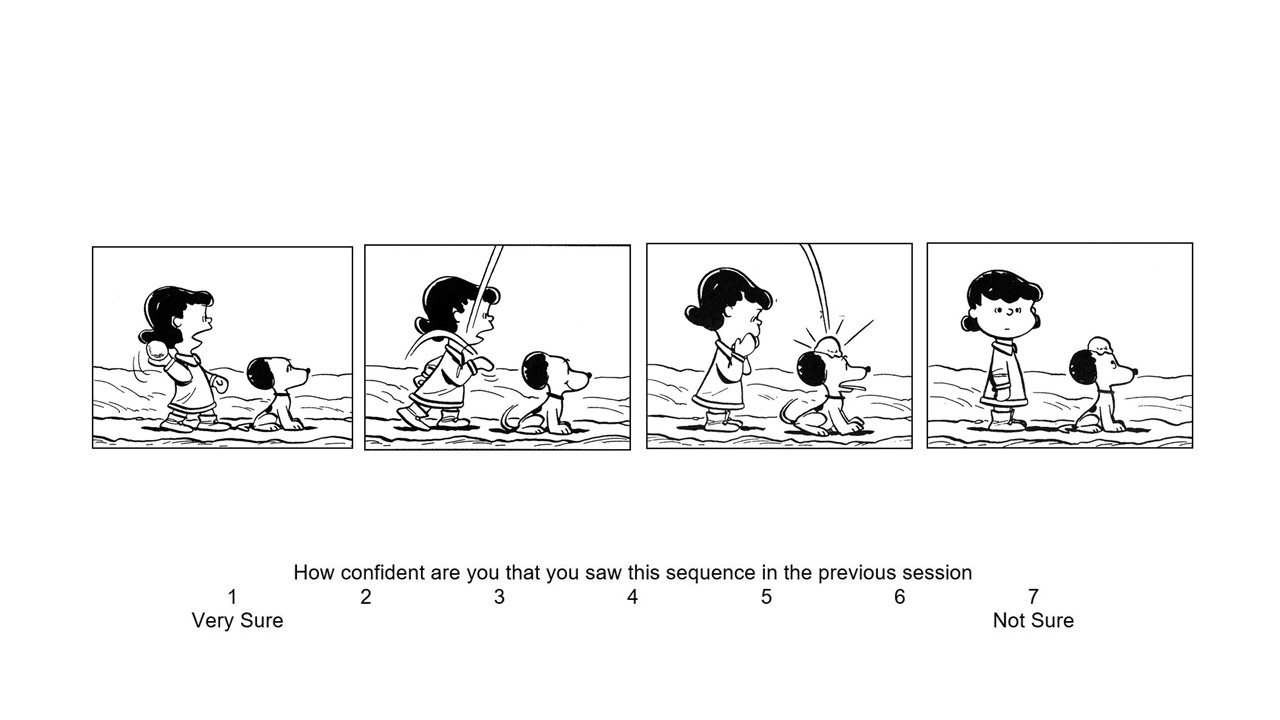 How confident are you that you saw this sequence in the previous session
1 2 3 4 5 6 7
Very Sure Not Sure